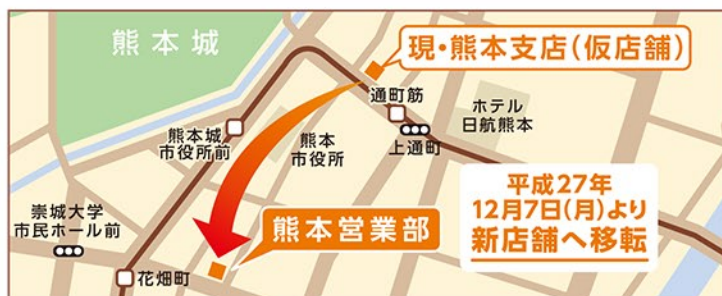 熊本城
現・熊本支店(仮店舗)
通町筋
ホテル
日航熊本
熊本城
市役所前
熊本
市役所
上通町
平成27年
12月7日(月)より
新店舗へ移転
崇城大学
市民ホール前
熊本営業部
花畑町